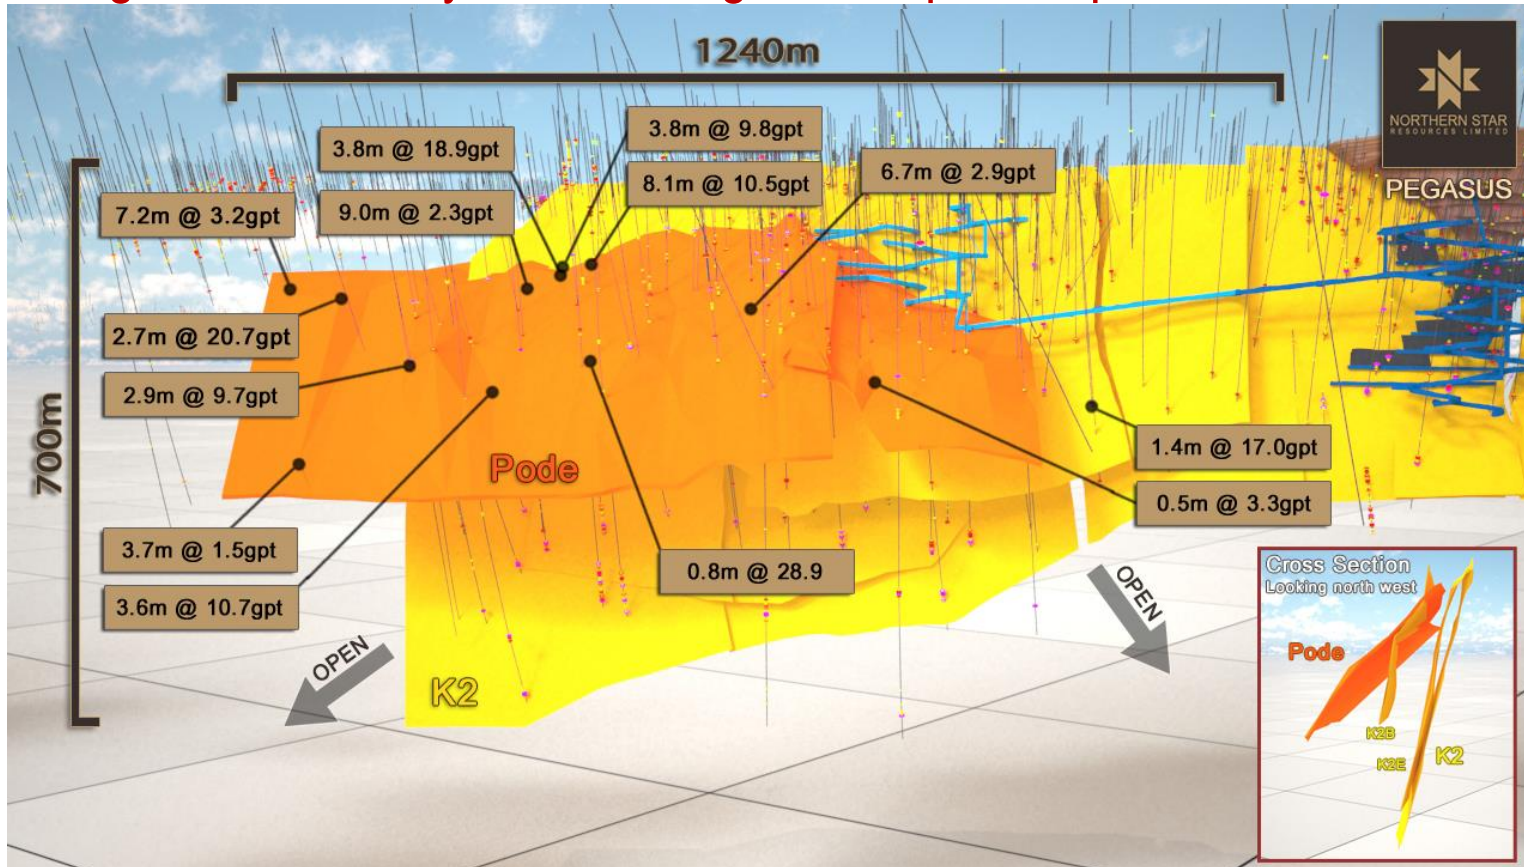 1240m
NORTHERN STAR
RESOURCES LIMITED
PEGASUS
3.8m @ 18.9gpt
3.8m @ 9.8gpt
8.1m @ 10.5gpt
6.7m @ 2.9gpt
7.2m @ 3.2gpt
9.0m @ 2.3gpt
2.7m @ 20.7gpt
2.9m @ 9.7gpt
700m
Pode
1.4m @ 17.0gpt
0.5m @ 3.3gpt
3.7m @ 1.5gpt
3.6m @ 10.7gpt
0.8m @ 28.9
OPEN
OPEN
K2
Cross Section
Looking north west
Pode
K2B
K2E
K2